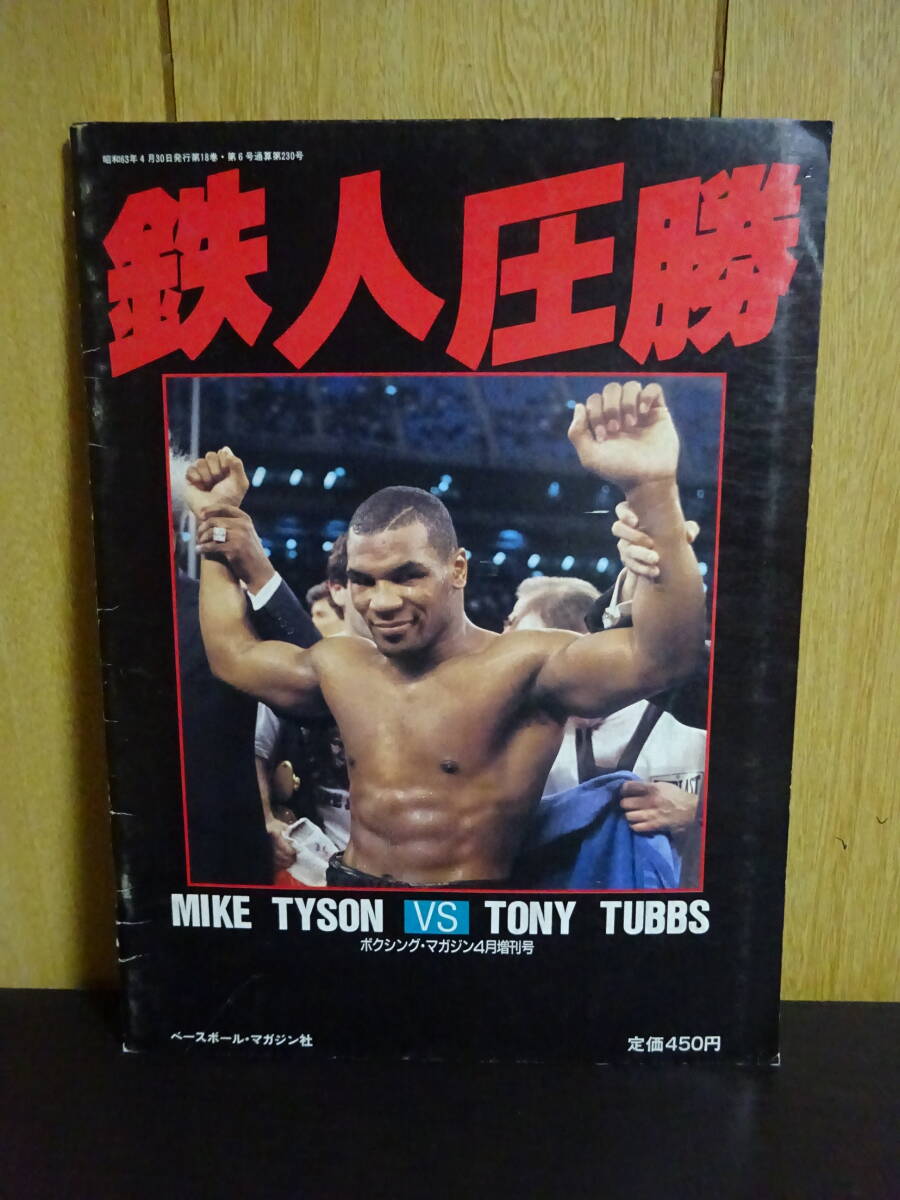 昭和63年4月30日発行第18巻・第6号通算第230号
鉄人圧勝
MIKE TYSON VS TONY TUBBS
ボクシング・マガジン4月増刊号
ベースボール・マガジン社
定価450円